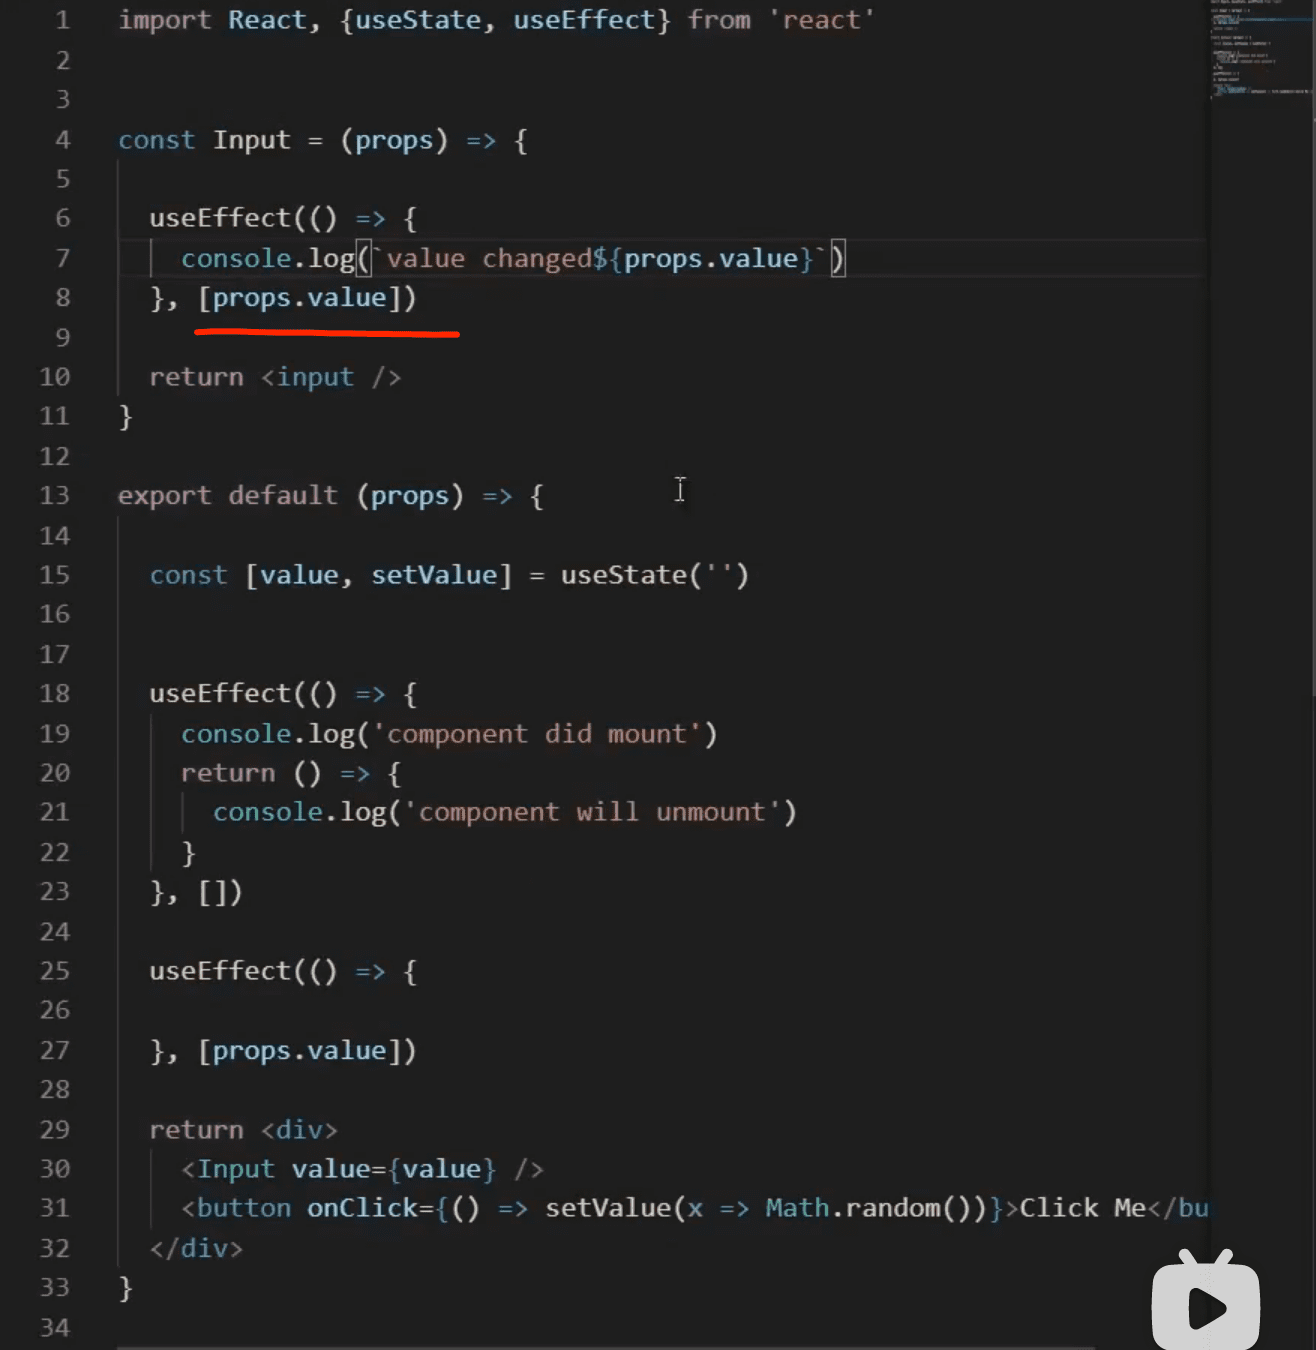 1 import React, {useState, useEffect} from 'react'
2
3
4 const Input = (props) => {
5
6 useEffect(() => {
7 console.log(`value changed${props.value}`)
8 }, [props.value])
9
10 return <input />
11 }
12
13 export default (props) => {
14
15 const [value, setValue] = useState('')
16
17
18 useEffect(() => {
19 console.log('component did mount')
20 return () => {
21 console.log('component will unmount')
22 }
23 }, [])
24
25 useEffect(() => {
26
27 }, [props.value])
28
29 return <div>
30 <Input value={value} />
31 <button onClick={() => setValue(x => Math.random())}>Click Me</bu
32 </div>
33 }
34